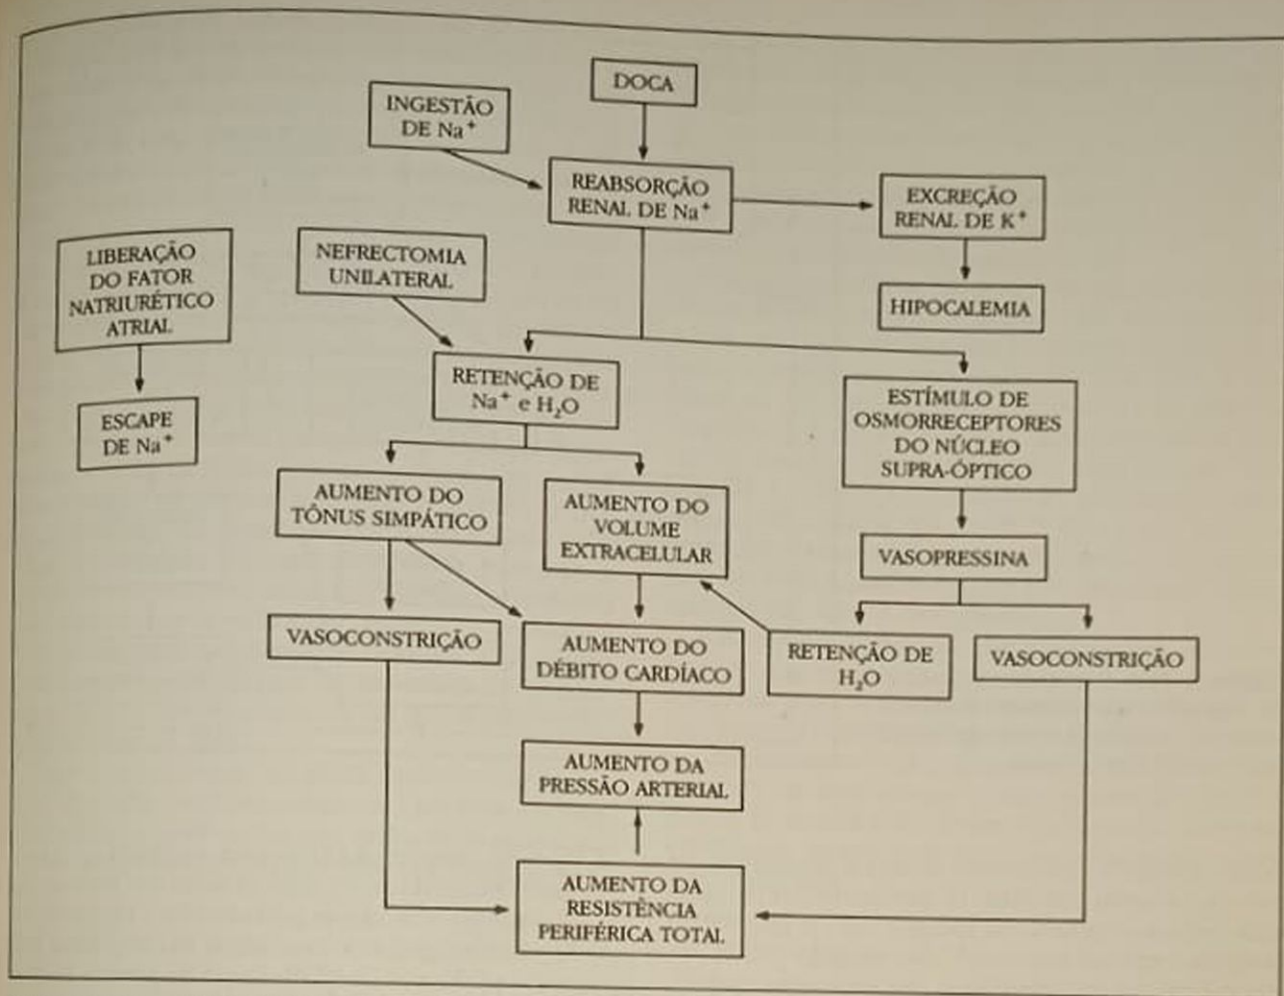 DOCA
INGESTÃO
DE Na⁺
REABSORÇÃO
RENAL DE Na⁺
EXCREÇÃO
RENAL DE K⁺
HIPOCALEMIA
LIBERAÇÃO
DO FATOR
NATRIURÉTICO
ATRIAL
NEFRECTOMIA
UNILATERAL
ESCAPE
DE Na⁺
RETENÇÃO DE
Na⁺ e H₂O
ESTÍMULO DE
OSMORRECEPTORES
DO NÚCLEO
SUPRA-ÓPTICO
AUMENTO DO
TÔNUS SIMPÁTICO
AUMENTO DO
VOLUME
EXTRACELULAR
VASOPRESSINA
VASOCONSTRIÇÃO
AUMENTO DO
DÉBITO CARDÍACO
RETENÇÃO DE
H₂O
VASOCONSTRIÇÃO
AUMENTO DA
PRESSÃO ARTERIAL
AUMENTO DA
RESISTÊNCIA
PERIFÉRICA TOTAL